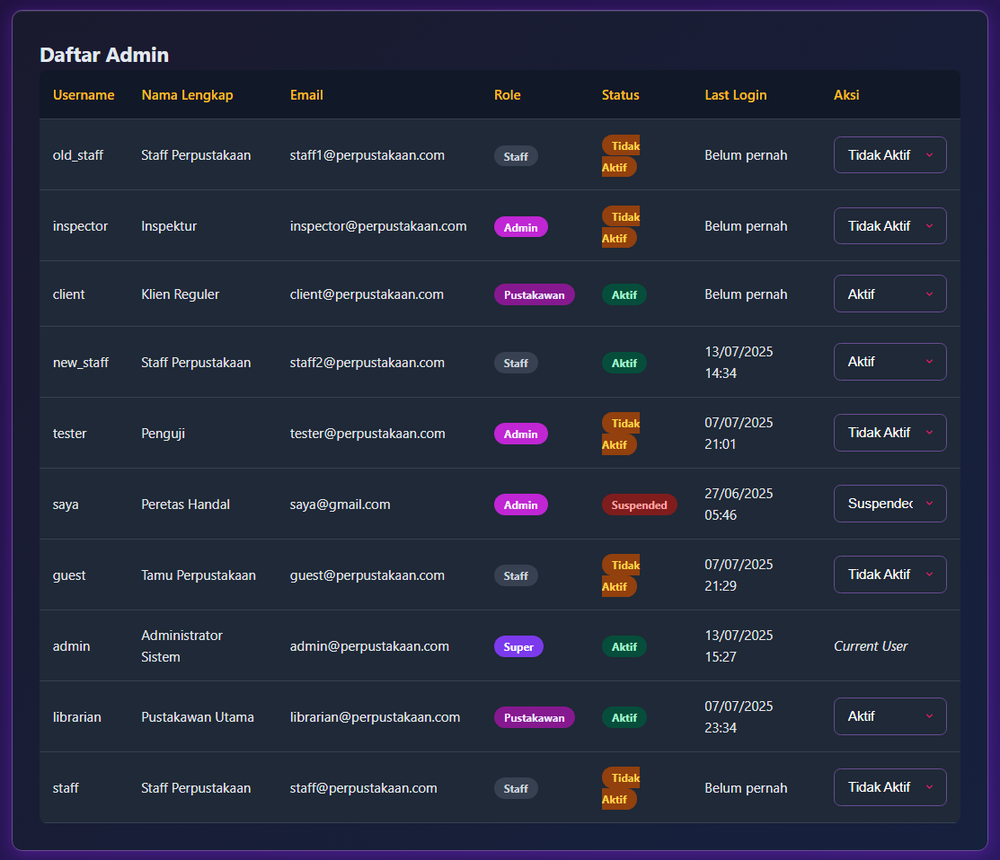 Daftar Admin
Username Nama Lengkap Email Role Status Last Login Aksi
old_staff Staff Perpustakaan staff1@perpustakaan.com Staff Tidak Aktif Belum pernah Tidak Aktif
inspector Inspektur inspector@perpustakaan.com Admin Tidak Aktif Belum pernah Tidak Aktif
client Klien Reguler client@perpustakaan.com Pustakawan Aktif Belum pernah Aktif
new_staff Staff Perpustakaan staff2@perpustakaan.com Staff Aktif 13/07/2025 14:34 Aktif
tester Penguji tester@perpustakaan.com Admin Tidak Aktif 07/07/2025 21:01 Tidak Aktif
saya Peretas Handal saya@gmail.com Admin Suspended 27/06/2025 05:46 Suspended
guest Tamu Perpustakaan guest@perpustakaan.com Staff Tidak Aktif 07/07/2025 21:29 Tidak Aktif
admin Administrator Sistem admin@perpustakaan.com Super Aktif 13/07/2025 15:27 Current User
librarian Pustakawan Utama librarian@perpustakaan.com Pustakawan Aktif 07/07/2025 23:34 Aktif
staff Staff Perpustakaan staff@perpustakaan.com Staff Tidak Aktif Belum pernah Tidak Aktif